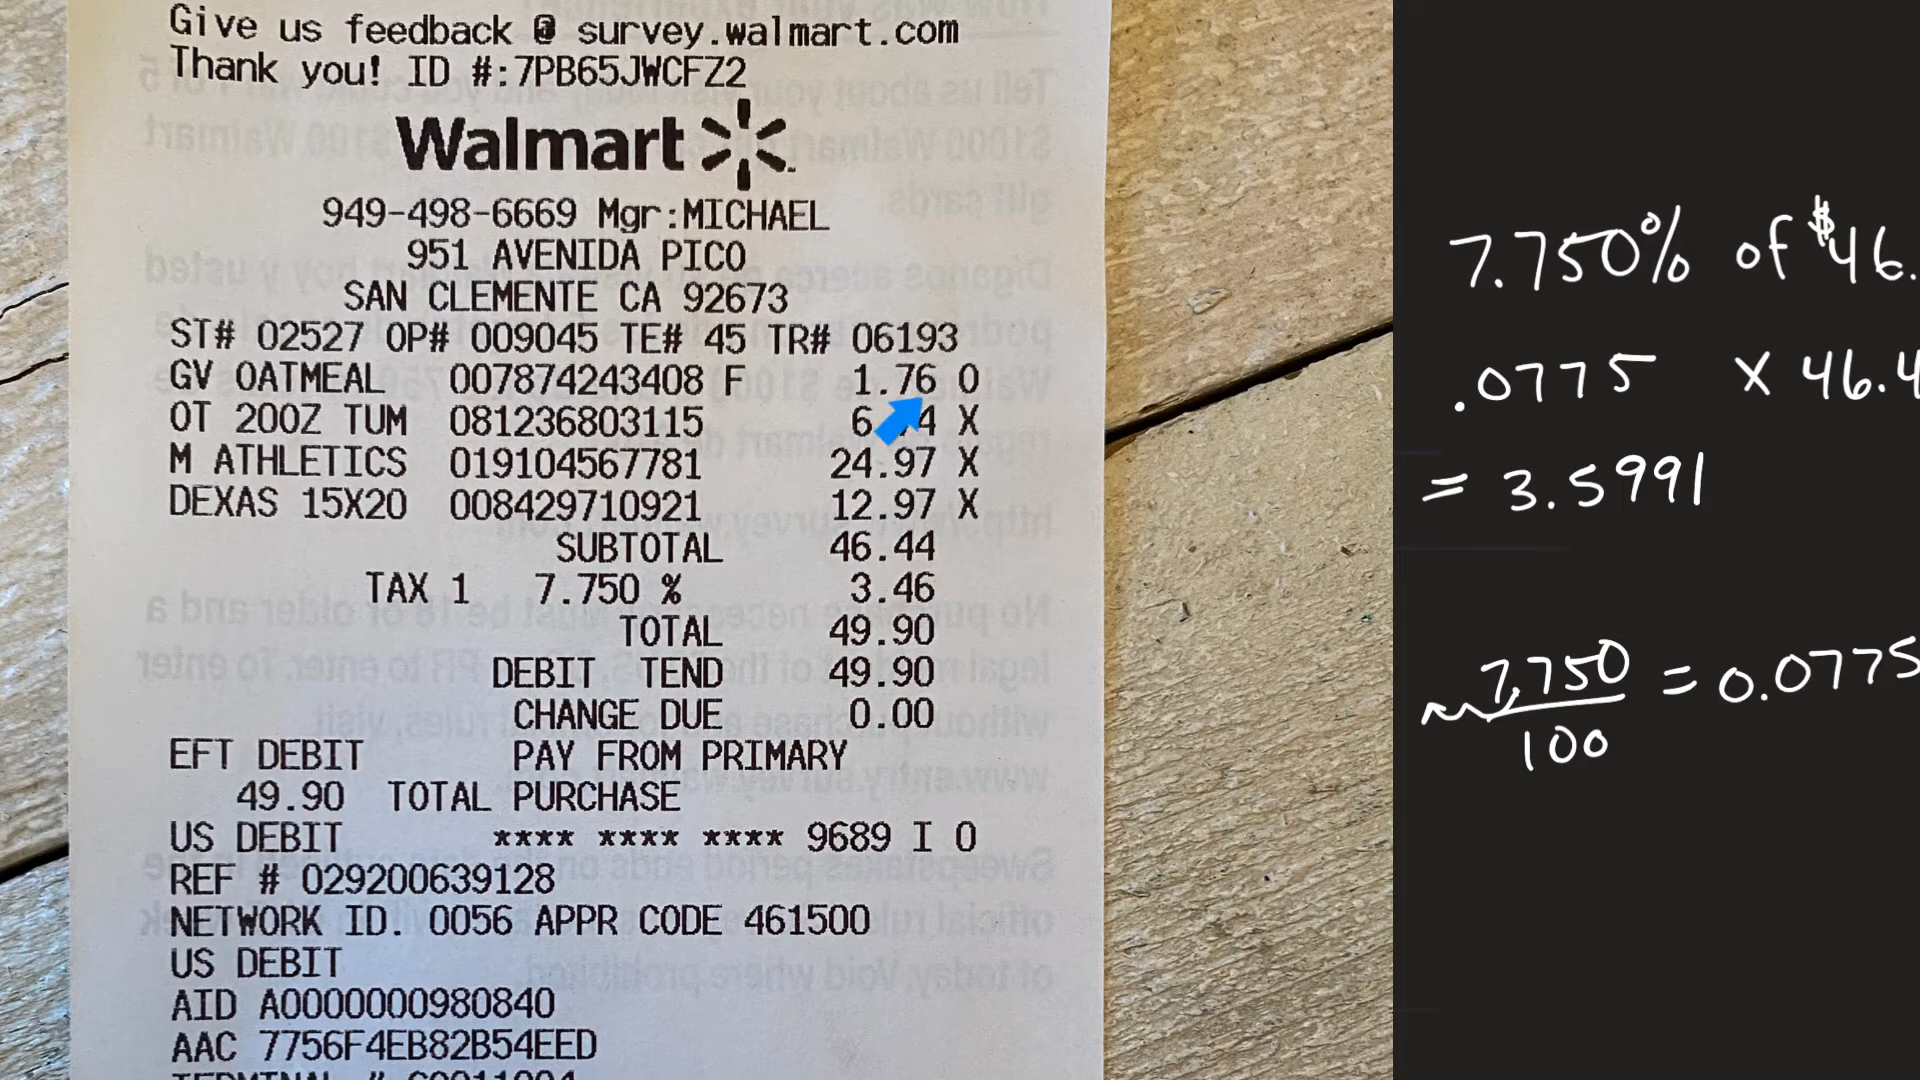 Give us feedback @ survey.walmart.com
Thank you! ID #:7PB65JWCFZ2
Walmart
949-498-6669 Mgr:MICHAEL
951 AVENIDA PICO
SAN CLEMENTE CA 92673
ST# 02527 OP# 009045 TE# 45 TR# 06193
GV OATMEAL 007874243408 F 1.76 O
OT 20OZ TUM 081236803115 X
M ATHLETICS 019104567781 24.97 X
DEXAS 15X20 008429710921 12.97 X
SUBTOTAL 46.44
TAX 1 7.750 % 3.46
TOTAL 49.90
DEBIT TEND 49.90
CHANGE DUE 0.00
EFT DEBIT PAY FROM PRIMARY
49.90 TOTAL PURCHASE
US DEBIT **** **** **** 9689 I 0
REF # 029200639128
NETWORK ID. 0056 APPR CODE 461500
US DEBIT
AID A0000000980840
AAC 7756F4EB82B54EED
7.750% of $46.
.0775 x 46.4
= 3.5991
7.750
100
= 0.0775